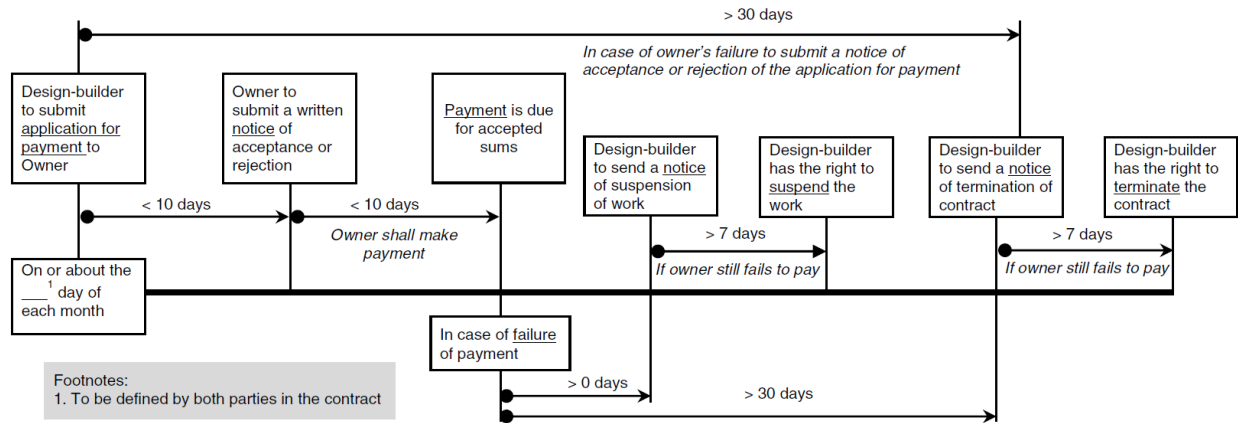 > 30 days
In case of owner's failure to submit a notice of
acceptance or rejection of the application for payment
Design-builder
to submit
application for
payment to
Owner
Owner to
submit a written
notice of
acceptance or
rejection
Payment is due
for accepted
sums
Design-builder
to send a notice
of suspension
of work
Design-builder
has the right to
suspend the
work
Design-builder
to send a notice
of termination of
contract
Design-builder
has the right to
terminate the
contract
< 10 days
< 10 days
Owner shall make
payment
> 7 days
If owner still fails to pay
> 7 days
If owner still fails to pay
On or about the
___1 day of
each month
In case of failure
of payment
> 0 days
> 30 days
Footnotes:
1. To be defined by both parties in the contract